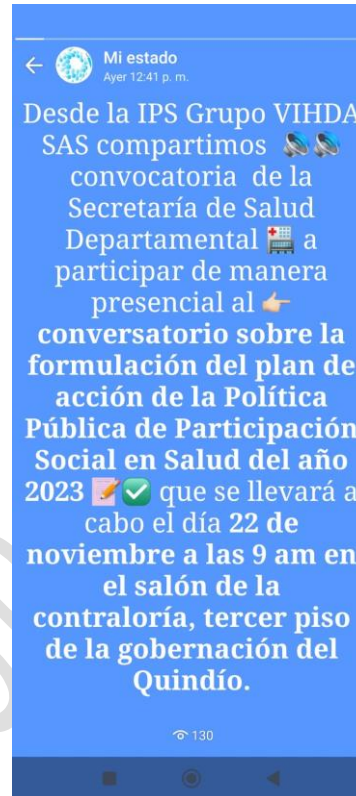 Mi estado
Ayer 12:41 p. m.
Desde la IPS Grupo VIHDA
SAS compartimos 🔊🔊
convocatoria de la
Secretaría de Salud
Departamental 🏥 a
participar de manera
presencial al 👉🏻
conversatorio sobre la
formulación del plan de
acción de la Política
Pública de Participación
Social en Salud del año
2023 📝✅ que se llevará a
cabo el día 22 de
noviembre a las 9 am en
el salón de la
contraloría, tercer piso
de la gobernación del
Quindío.
130